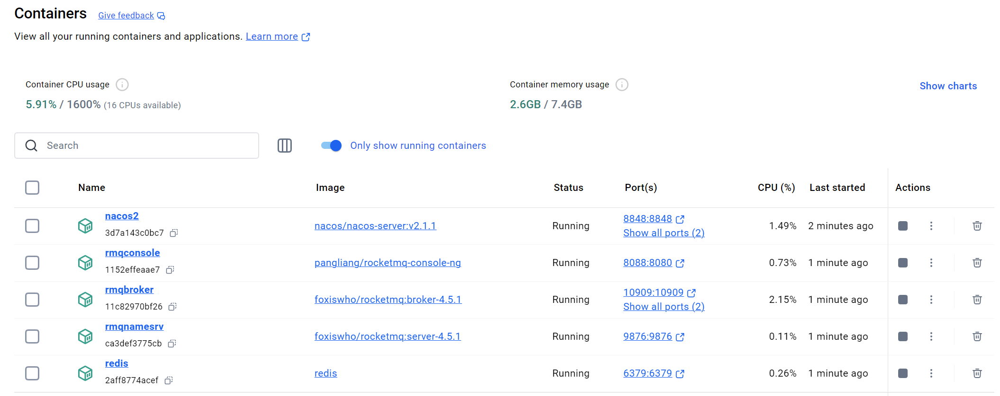 Containers Give feedback
View all your running containers and applications. Learn more
Container CPU usage
5.91% / 1600% (16 CPUs available)
Container memory usage
2.6GB / 7.4GB
Show charts
Search
Only show running containers
Name Image Status Port(s) CPU (%) Last started Actions
nacos2
3d7a143c0bc7
nacos/nacos-server:v2.1.1
Running
8848:8848
Show all ports (2)
1.49%
2 minutes ago
rmqconsole
1152effeaae7
pangliang/rocketmq-console-ng
Running
8088:8080
0.73%
1 minute ago
rmqbroker
11c82970bf26
foxiswho/rocketmq:broker-4.5.1
Running
10909:10909
Show all ports (2)
2.15%
1 minute ago
rmqnamesrv
ca3def3775cb
foxiswho/rocketmq:server-4.5.1
Running
9876:9876
0.11%
1 minute ago
redis
2aff8774acef
redis
Running
6379:6379
0.26%
1 minute ago